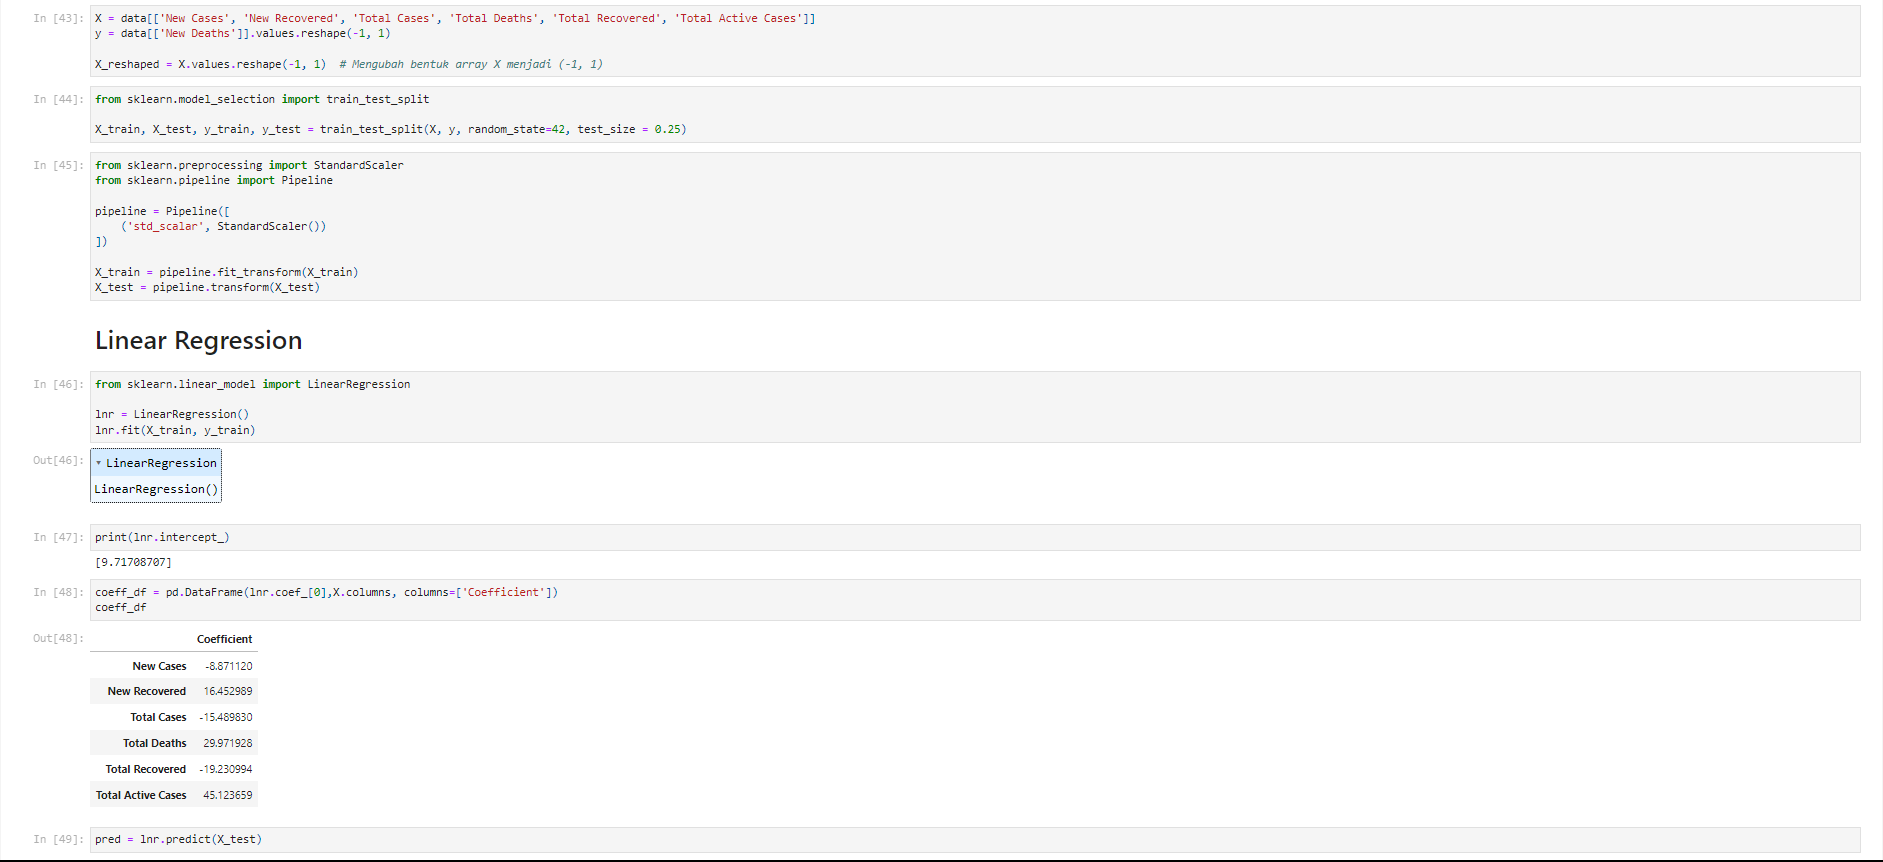 In [43]: X = data[['New Cases', 'New Recovered', 'Total Cases', 'Total Deaths', 'Total Recovered', 'Total Active Cases']]
y = data[['New Deaths']].values.reshape(-1, 1)
X_reshaped = X.values.reshape(-1, 1)  # Mengubah bentuk array X menjadi (-1, 1)
In [44]: from sklearn.model_selection import train_test_split
X_train, X_test, y_train, y_test = train_test_split(X, y, random_state=42, test_size = 0.25)
In [45]: from sklearn.preprocessing import StandardScaler
from sklearn.pipeline import Pipeline
pipeline = Pipeline([
    ('std_scalar', StandardScaler())
])
X_train = pipeline.fit_transform(X_train)
X_test = pipeline.transform(X_test)
Linear Regression
In [46]: from sklearn.linear_model import LinearRegression
lnr = LinearRegression()
lnr.fit(X_train, y_train)
Out[46]: ▾ LinearRegression
LinearRegression()
In [47]: print(lnr.intercept_)
[9.71708707]
In [48]: coeff_df = pd.DataFrame(lnr.coef_[0],X.columns, columns=['Coefficient'])
coeff_df
Out[48]: Coefficient
New Cases -8.871120
New Recovered 16.452989
Total Cases -15.489830
Total Deaths 29.971928
Total Recovered -19.230994
Total Active Cases 45.123659
In [49]: pred = lnr.predict(X_test)